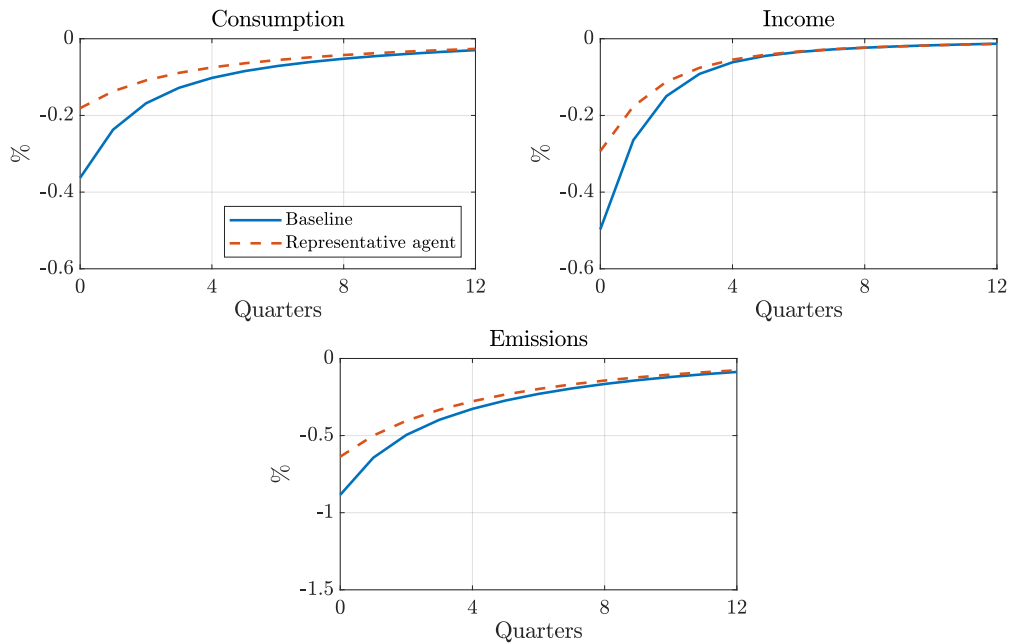 Consumption
0
-0.2
-0.4
-0.6
%
Baseline
Representative agent
0 4 8 12
Quarters
Income
0
-0.2
-0.4
-0.6
%
0 4 8 12
Quarters
Emissions
0
-0.5
-1
-1.5
%
0 4 8 12
Quarters